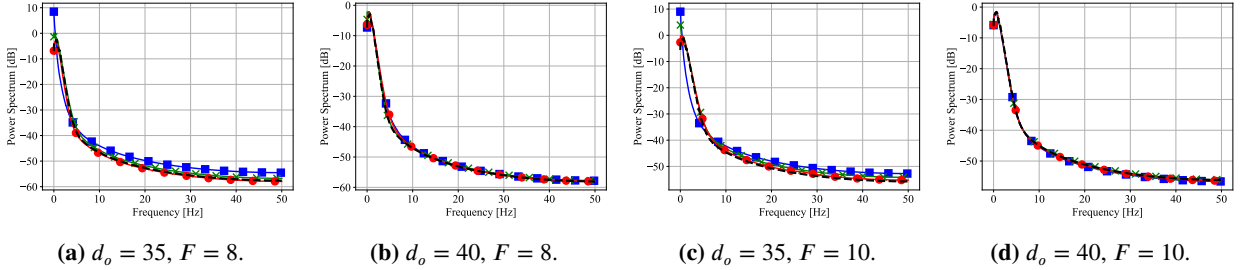 10
0
−10
−20
−30
−40
−50
−60
Power Spectrum [dB]
0 10 20 30 40 50
Frequency [Hz]
(a) d_o = 35, F = 8.
0
−10
−20
−30
−40
−50
−60
Power Spectrum [dB]
0 10 20 30 40 50
Frequency [Hz]
(b) d_o = 40, F = 8.
10
0
−10
−20
−30
−40
−50
Power Spectrum [dB]
0 10 20 30 40 50
Frequency [Hz]
(c) d_o = 35, F = 10.
0
−10
−20
−30
−40
−50
Power Spectrum [dB]
0 10 20 30 40 50
Frequency [Hz]
(d) d_o = 40, F = 10.